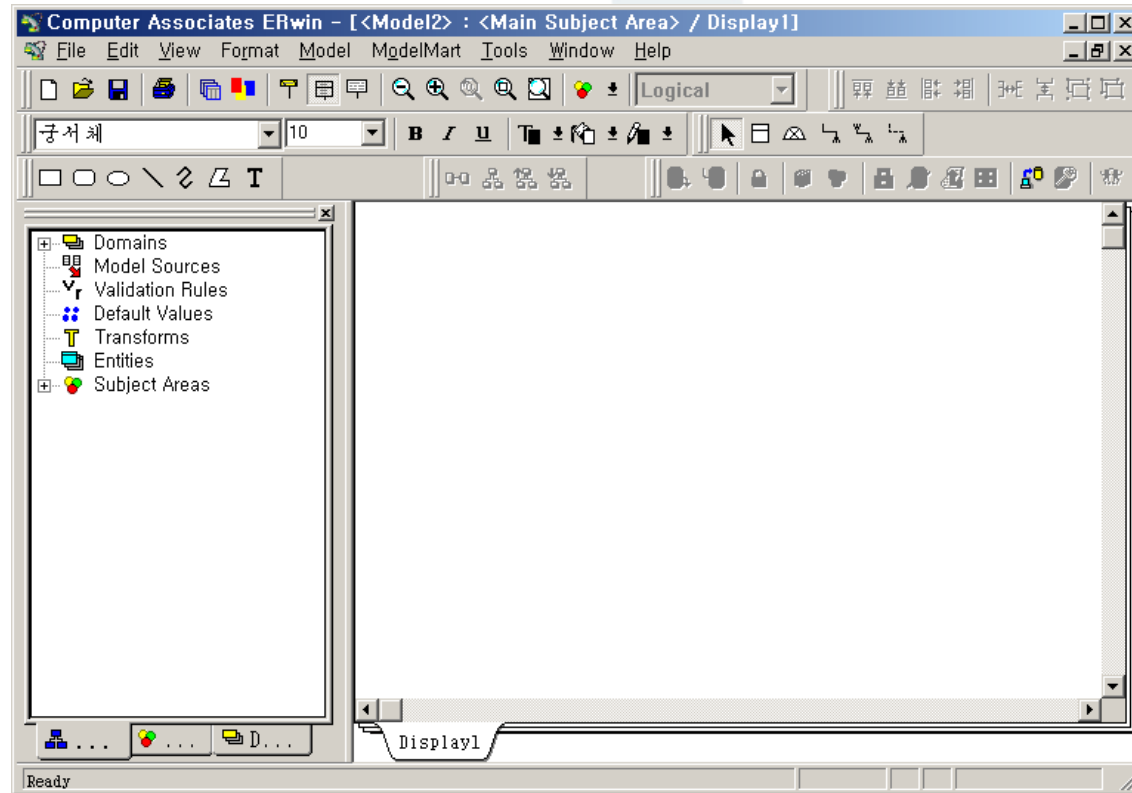 Computer Associates ERwin - [<Model2> : <Main Subject Area> / Display1]
File Edit View Format Model ModelMart Tools Window Help
Logical
궁서체 10 B I U T
T
Domains
Model Sources
Validation Rules
Default Values
Transforms
Entities
Subject Areas
... ... D...
Display1
Ready